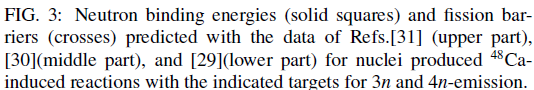 FIG. 3: Neutron binding energies (solid squares) and fission bar-
riers (crosses) predicted with the data of Refs.[31] (upper part),
[30](middle part), and [29](lower part) for nuclei produced ⁴⁸Ca-
induced reactions with the indicated targets for 3n and 4n-emission.